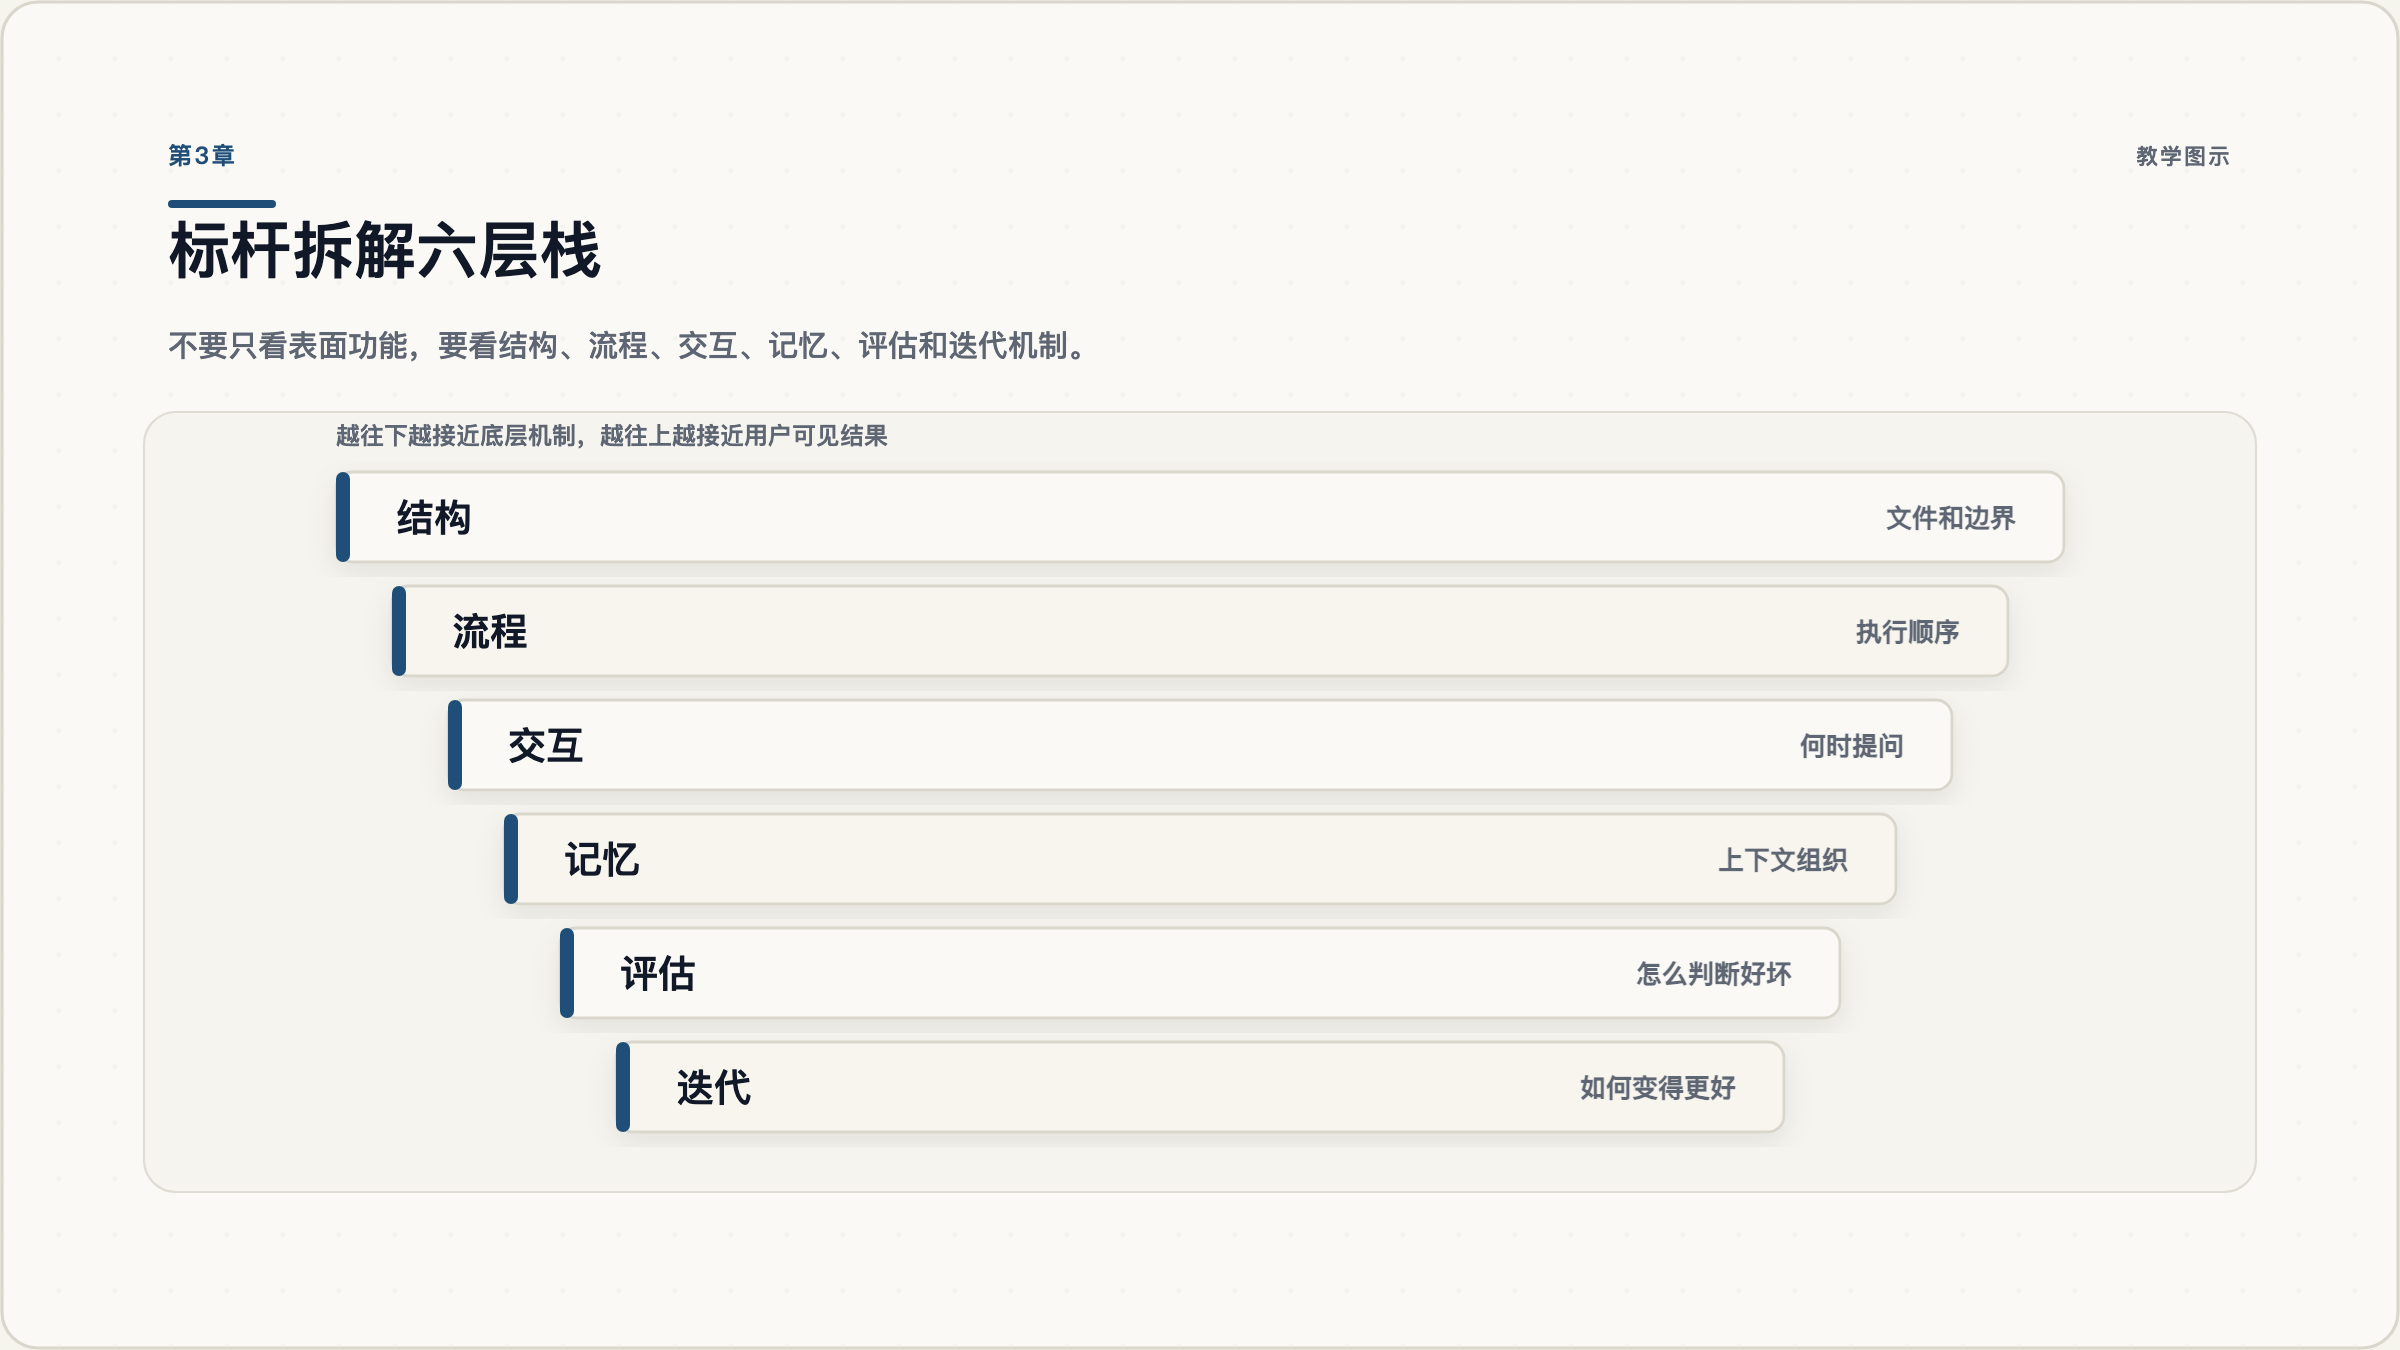 第3章
教学图示
标杆拆解六层栈
不要只看表面功能，要看结构、流程、交互、记忆、评估和迭代机制。
越往下越接近底层机制，越往上越接近用户可见结果
结构
文件和边界
流程
执行顺序
交互
何时提问
记忆
上下文组织
评估
怎么判断好坏
迭代
如何变得更好